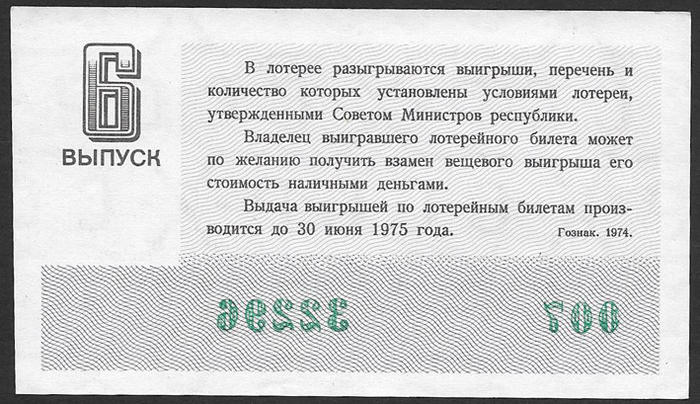 6
ВЫПУСК
В лотерее разыгрываются выигрыши, перечень и
количество которых установлены условиями лотереи,
утвержденными Советом Министров республики.
Владелец выигравшего лотерейного билета может
по желанию получить взамен вещевого выигрыша его
стоимость наличными деньгами.
Выдача выигрышей по лотерейным билетам произ-
водится до 30 июня 1975 года. Гознак. 1974.
007 32296